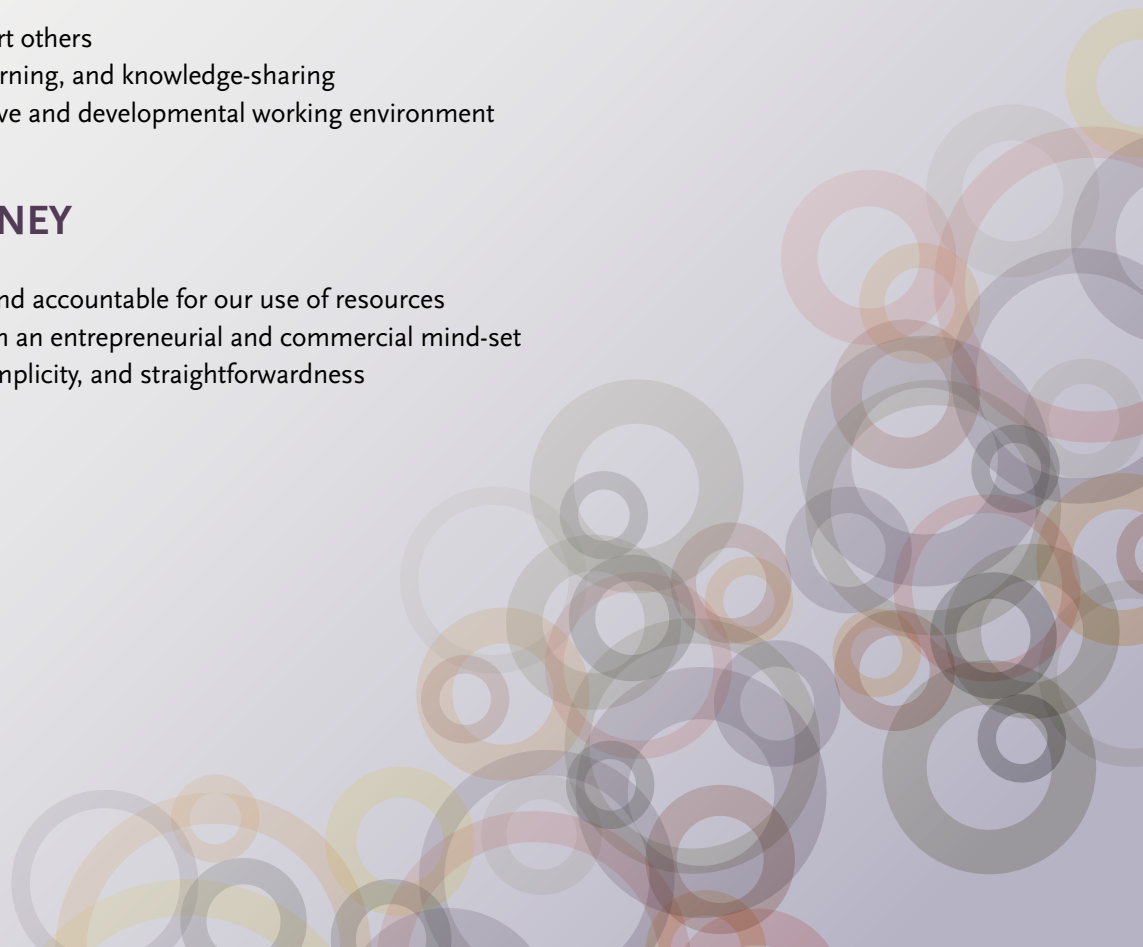 rt others
rning, and knowledge-sharing
ve and developmental working environment
NEY
nd accountable for our use of resources
n an entrepreneurial and commercial mind-set
mplicity, and straightforwardness